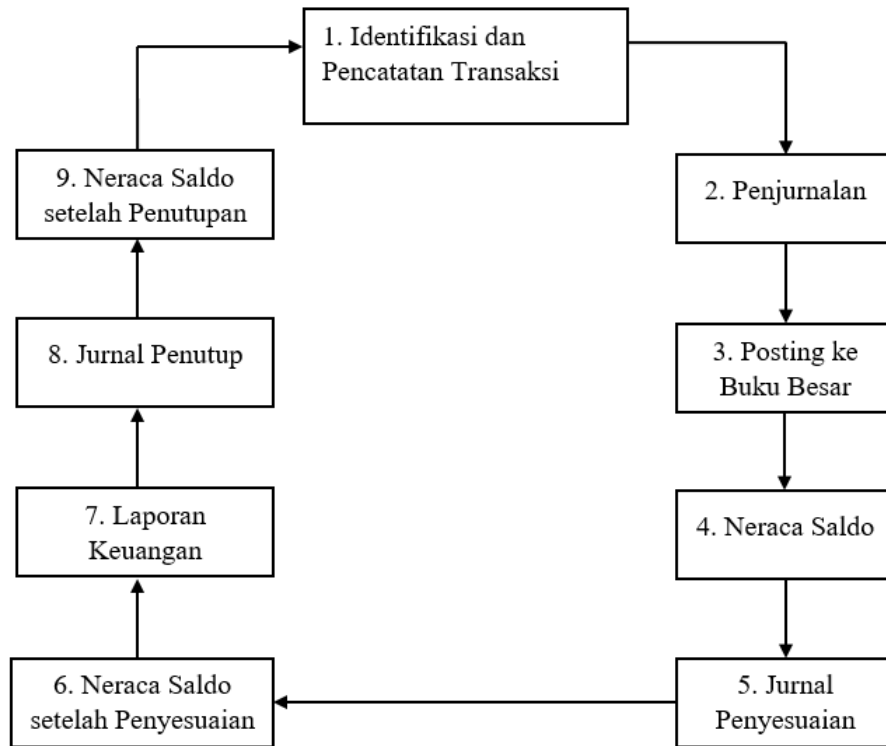 1. Identifikasi dan
Pencatatan Transaksi
2. Penjurnalan
3. Posting ke
Buku Besar
4. Neraca Saldo
5. Jurnal
Penyesuaian
6. Neraca Saldo
setelah Penyesuaian
7. Laporan
Keuangan
8. Jurnal Penutup
9. Neraca Saldo
setelah Penutupan